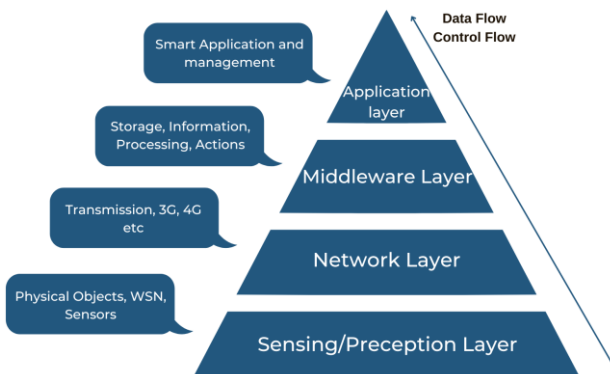 Data Flow
Control Flow
Smart Application and
management
Application
layer
Storage, Information,
Processing, Actions
Middleware Layer
Transmission, 3G, 4G
etc
Network Layer
Physical Objects, WSN,
Sensors
Sensing/Preception Layer